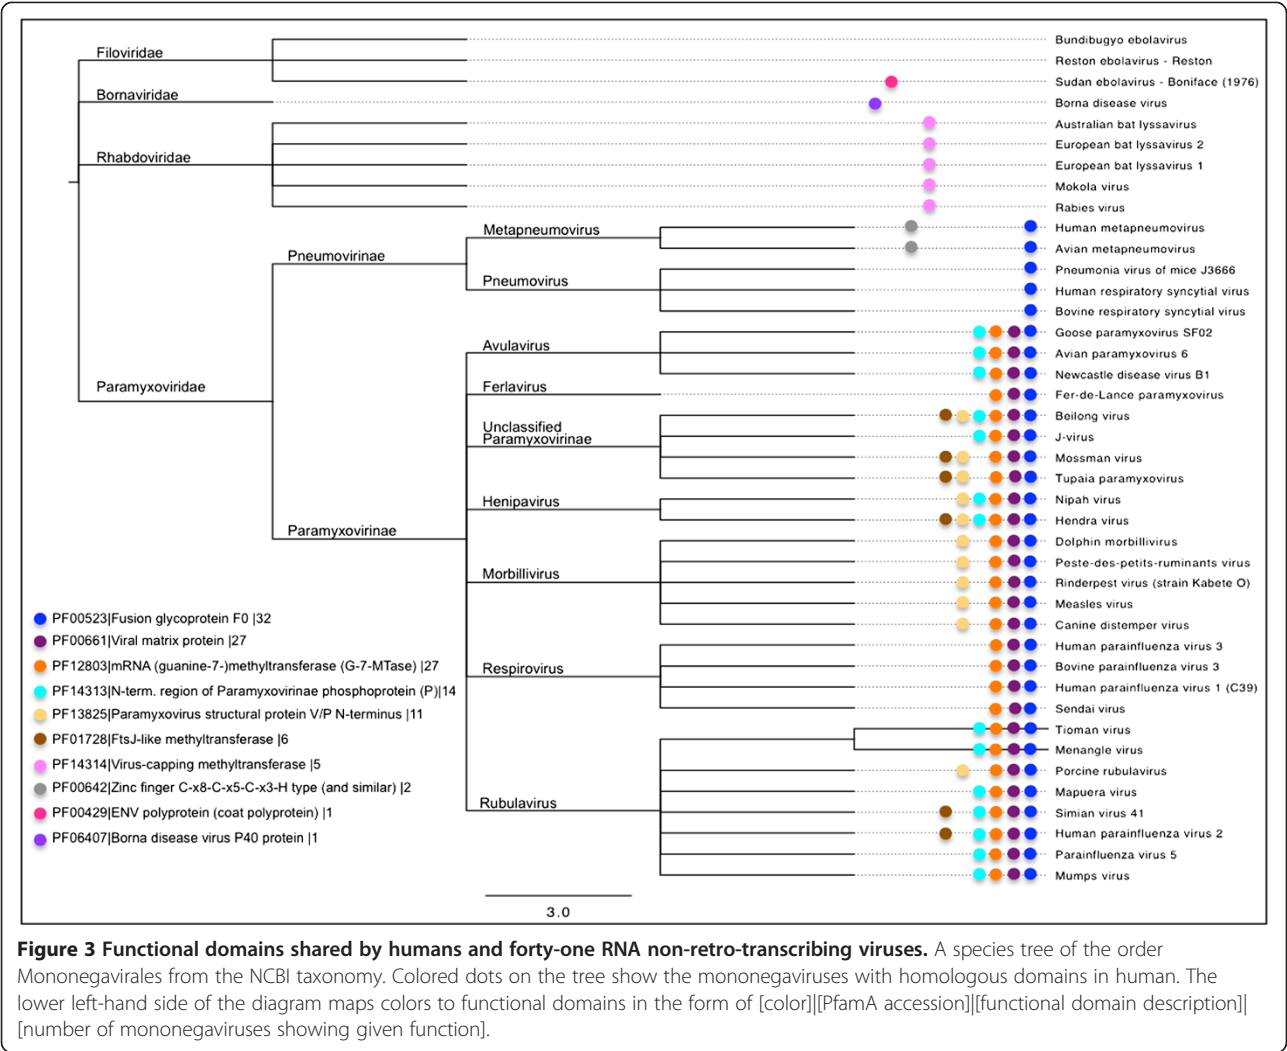 Filoviridae
Bundibugyo ebolavirus
Reston ebolavirus - Reston
Sudan ebolavirus - Boniface (1976)
Bornaviridae
Borna disease virus
Rhabdoviridae
Australian bat lyssavirus
European bat lyssavirus 2
European bat lyssavirus 1
Mokola virus
Rabies virus
Paramyxoviridae
Pneumovirinae
Metapneumovirus
Human metapneumovirus
Avian metapneumovirus
Pneumovirus
Pneumonia virus of mice J3666
Human respiratory syncytial virus
Bovine respiratory syncytial virus
Paramyxovirinae
Avulavirus
Goose paramyxovirus SF02
Avian paramyxovirus 6
Newcastle disease virus B1
Ferlavirus
Fer-de-Lance paramyxovirus
Unclassified
Paramyxovirinae
Beilong virus
J-virus
Mossman virus
Tupaia paramyxovirus
Henipavirus
Nipah virus
Hendra virus
Morbillivirus
Dolphin morbillivirus
Peste-des-petits-ruminants virus
Rinderpest virus (strain Kabete O)
Measles virus
Canine distemper virus
Respirovirus
Human parainfluenza virus 3
Bovine parainfluenza virus 3
Human parainfluenza virus 1 (C39)
Sendai virus
Rubulavirus
Tioman virus
Menangle virus
Porcine rubulavirus
Mapuera virus
Simian virus 41
Human parainfluenza virus 2
Parainfluenza virus 5
Mumps virus
PF00523|Fusion glycoprotein F0 |32
PF00661|Viral matrix protein |27
PF12803|mRNA (guanine-7-)methyltransferase (G-7-MTase) |27
PF14313|N-term. region of Paramyxovirinae phosphoprotein (P)|14
PF13825|Paramyxovirus structural protein V/P N-terminus |11
PF01728|FtsJ-like methyltransferase |6
PF14314|Virus-capping methyltransferase |5
PF00642|Zinc finger C-x8-C-x5-C-x3-H type (and similar) |2
PF00429|ENV polyprotein (coat polyprotein) |1
PF06407|Borna disease virus P40 protein |1
3.0
Figure 3 Functional domains shared by humans and forty-one RNA non-retro-transcribing viruses. A species tree of the order
Mononegavirales from the NCBI taxonomy. Colored dots on the tree show the mononegaviruses with homologous domains in human. The
lower left-hand side of the diagram maps colors to functional domains in the form of [color]|[PfamA accession]|[functional domain description]|
[number of mononegaviruses showing given function].